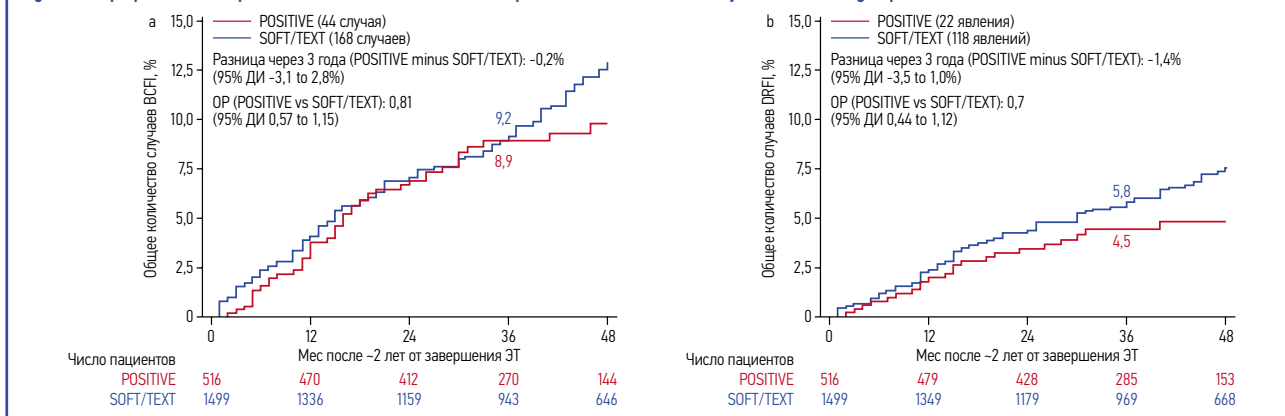 a
15,0
POSITIVE (44 случая)
SOFT/TEXT (168 случаев)
Разница через 3 года (POSITIVE minus SOFT/TEXT): -0,2%
(95% ДИ -3,1 to 2,8%)
ОР (POSITIVE vs SOFT/TEXT): 0,81
(95% ДИ 0,57 to 1,15)
12,5
10,0
7,5
5,0
2,5
0
Общее количество случаев BCFI, %
9,2
8,9
0 12 24 36 48
Мес после ~2 лет от завершения ЭТ
Число пациентов
POSITIVE 516 470 412 270 144
SOFT/TEXT 1499 1336 1159 943 646
b
15,0
POSITIVE (22 явления)
SOFT/TEXT (118 явлений)
Разница через 3 года (POSITIVE minus SOFT/TEXT): -1,4%
(95% ДИ -3,5 to 1,0%)
ОР (POSITIVE vs SOFT/TEXT): 0,7
(95% ДИ 0,44 to 1,12)
12,5
10,0
7,5
5,0
2,5
0
Общее количество случаев DRFI, %
5,8
4,5
0 12 24 36 48
Мес после ~2 лет от завершения ЭТ
Число пациентов
POSITIVE 516 479 428 285 153
SOFT/TEXT 1499 1349 1179 969 668